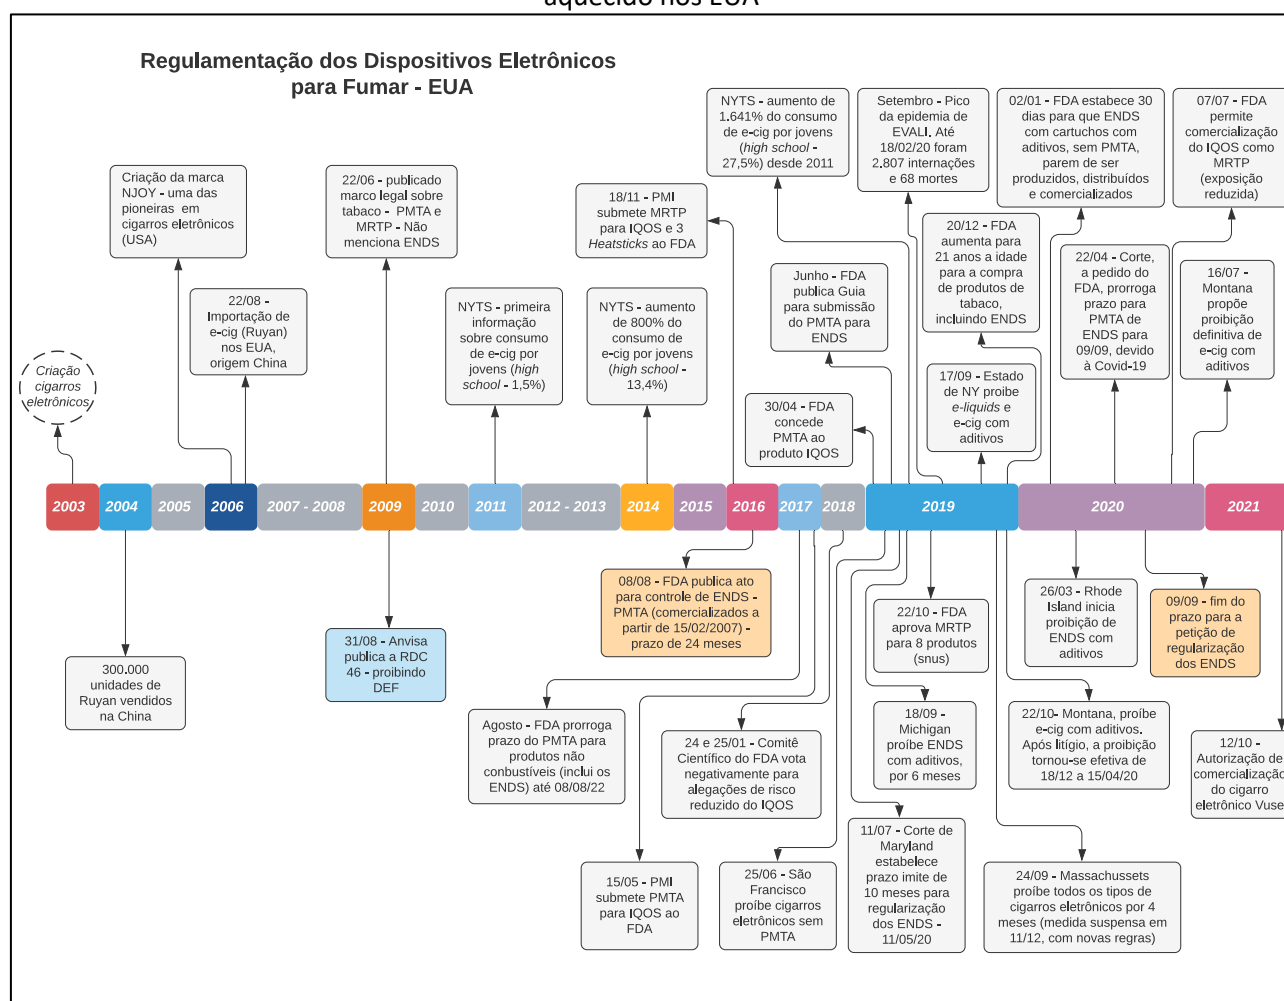 aquecido nos EUA
Regulamentação dos Dispositivos Eletrônicos
para Fumar - EUA
Criação
cigarros
eletrônicos
Criação da marca
NJOY - uma das
pioneiras em
cigarros eletrônicos
(USA)
22/08 -
Importação de
e-cig (Ruyan)
nos EUA,
origem China
22/06 - publicado
marco legal sobre
tabaco - PMTA e
MRTP - Não
menciona ENDS
NYTS - primeira
informação
sobre consumo
de e-cig por
jovens (high
school - 1,5%)
NYTS - aumento
de 800% do
consumo de
e-cig por jovens
(high school -
13,4%)
18/11 - PMI
submete MRTP
para IQOS e 3
Heatsticks ao FDA
NYTS - aumento de
1.641% do consumo
de e-cig por jovens
(high school -
27,5%) desde 2011
Junho - FDA
publica Guia
para submissão
do PMTA para
ENDS
30/04 - FDA
concede
PMTA ao
produto IQOS
Setembro - Pico
da epidemia de
EVALI. Até
18/02/20 foram
2.807 internações
e 68 mortes
20/12 - FDA
aumenta para
21 anos a idade
para a compra
de produtos de
tabaco,
incluindo ENDS
17/09 - Estado
de NY proibe
e-liquids e
e-cig com
aditivos
02/01 - FDA estabece 30
dias para que ENDS
com cartuchos com
aditivos, sem PMTA,
parem de ser
produzidos, distribuídos
e comercializados
22/04 - Corte,
a pedido do
FDA, prorroga
prazo para
PMTA de
ENDS para
09/09, devido
à Covid-19
07/07 - FDA
permite
comercialização
do IQOS como
MRTP
(exposição
reduzida)
16/07 -
Montana
propõe
proibição
definitiva de
e-cig com
aditivos
2003
2004
2005
2006
2007 - 2008
2009
2010
2011
2012 - 2013
2014
2015
2016
2017
2018
2019
2020
2021
300.000
unidades de
Ruyan vendidos
na China
31/08 - Anvisa
publica a RDC
46 - proibindo
DEF
08/08 - FDA publica ato
para controle de ENDS -
PMTA (comercializados a
partir de 15/02/2007) -
prazo de 24 meses
Agosto - FDA prorroga
prazo do PMTA para
produtos não
conbustíveis (inclui os
ENDS) até 08/08/22
15/05 - PMI
submete PMTA
para IQOS ao
FDA
24 e 25/01 - Comitê
Científico do FDA vota
negativamente para
alegações de risco
reduzido do IQOS
25/06 - São
Francisco
proíbe cigarros
eletrônicos sem
PMTA
22/10 - FDA
aprova MRTP
para 8 produtos
(snus)
18/09 -
Michigan
proíbe ENDS
com aditivos,
por 6 meses
11/07 - Corte de
Maryland
estabelece
prazo imite de
10 meses para
regularização
dos ENDS -
11/05/20
26/03 - Rhode
Island inicia
proibição de
ENDS com
aditivos
09/09 - fim do
prazo para a
petição de
regularização
dos ENDS
22/10- Montana, proíbe
e-cig com aditivos.
Após litígio, a proibição
tornou-se efetiva de
18/12 a 15/04/20
24/09 - Massachussets
proíbe todos os tipos de
cigarros eletrônicos por 4
meses (medida suspensa em
11/12, com novas regras)
12/10 -
Autorização de
comercialização
do cigarro
eletrônico Vuse